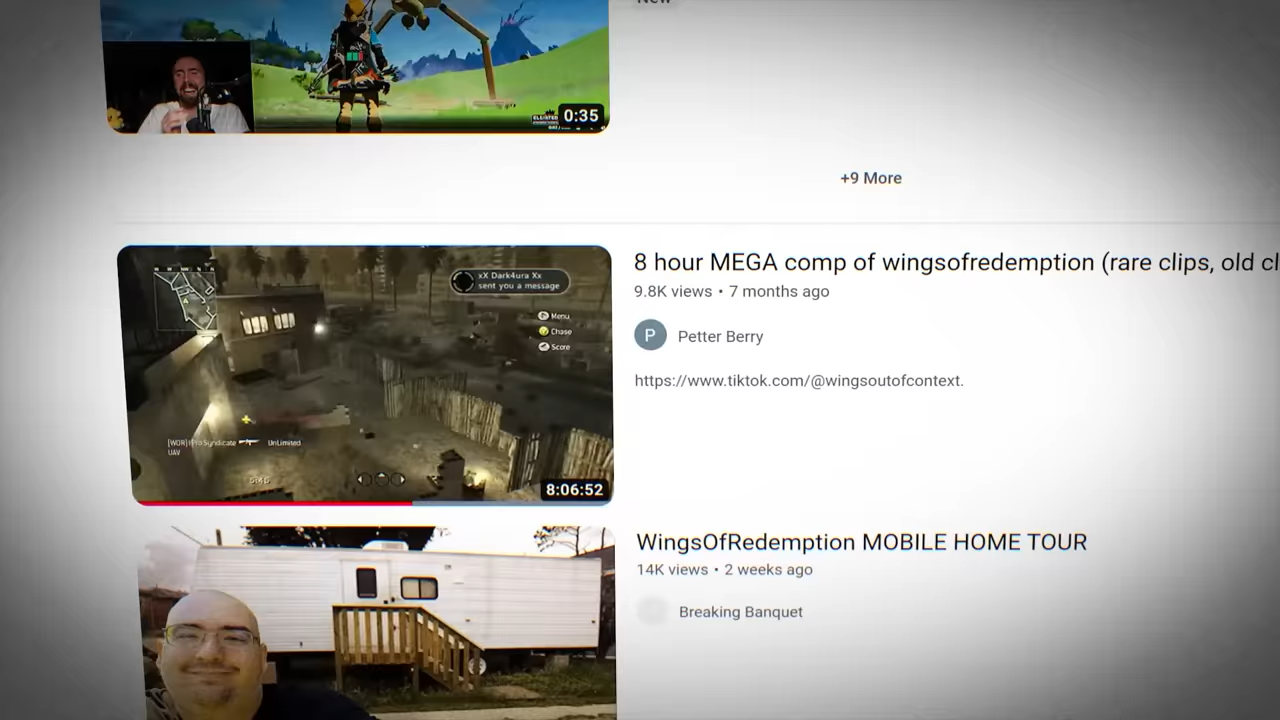 New
0:35
+9 More
8 hour MEGA comp of wingsofredemption (rare clips, old cl
9.8K views • 7 months ago
P
Petter Berry
https://www.tiktok.com/@wingsoutofcontext.
xX Dark4ura Xx
sent you a message
Menu
Chase
Score
UnLimited
UAV
8:06:52
WingsOfRedemption MOBILE HOME TOUR
14K views • 2 weeks ago
Breaking Banquet